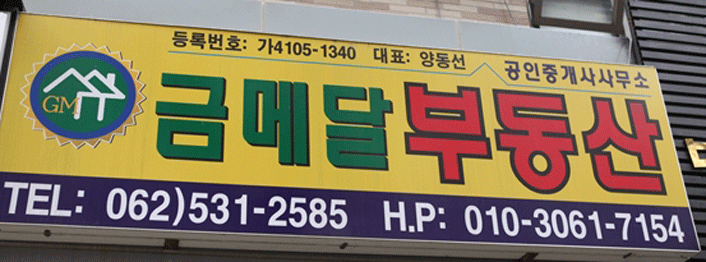 등록번호: 가4105-1340 대표: 양동선 공인중개사사무소
GM 금메달부동산
TEL: 062)531-2585 H.P: 010-3061-7154